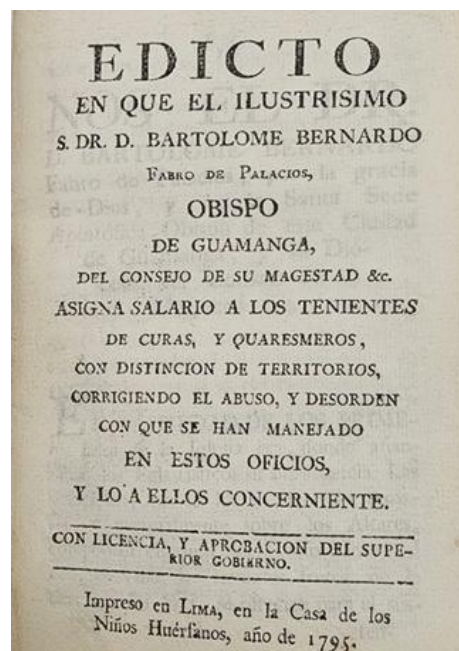 EDICTO
EN QUE EL ILUSTRISIMO
S. DR. D. BARTOLOME BERNARDO
FABRO DE PALACIOS,
OBISPO
DE GUAMANGA,
DEL CONSEJO DE SU MAGESTAD &c.
ASIGNA SALARIO A LOS TENIENTES
DE CURAS, Y QUARESMEROS,
CON DISTINCION DE TERRITORIOS,
CORRIGIENDO EL ABUSO, Y DESORDEN
CON QUE SE HAN MANEJADO
EN ESTOS OFICIOS,
Y LO A ELLOS CONCERNIENTE.
CON LICENCIA, Y APROBACION DEL SUPE-
RIOR GOBIERNO.
Impreso en LIMA, en la Casa de los
Niños Huérfanos, año de 1795.